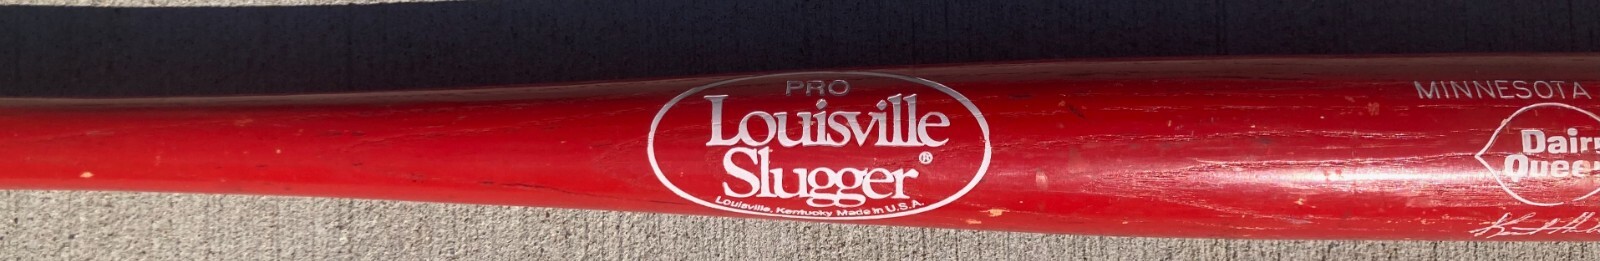 PRO
Louisville
Slugger®
Louisville, Kentucky Made in U.S.A.
MINNESOTA
Dair
Quee